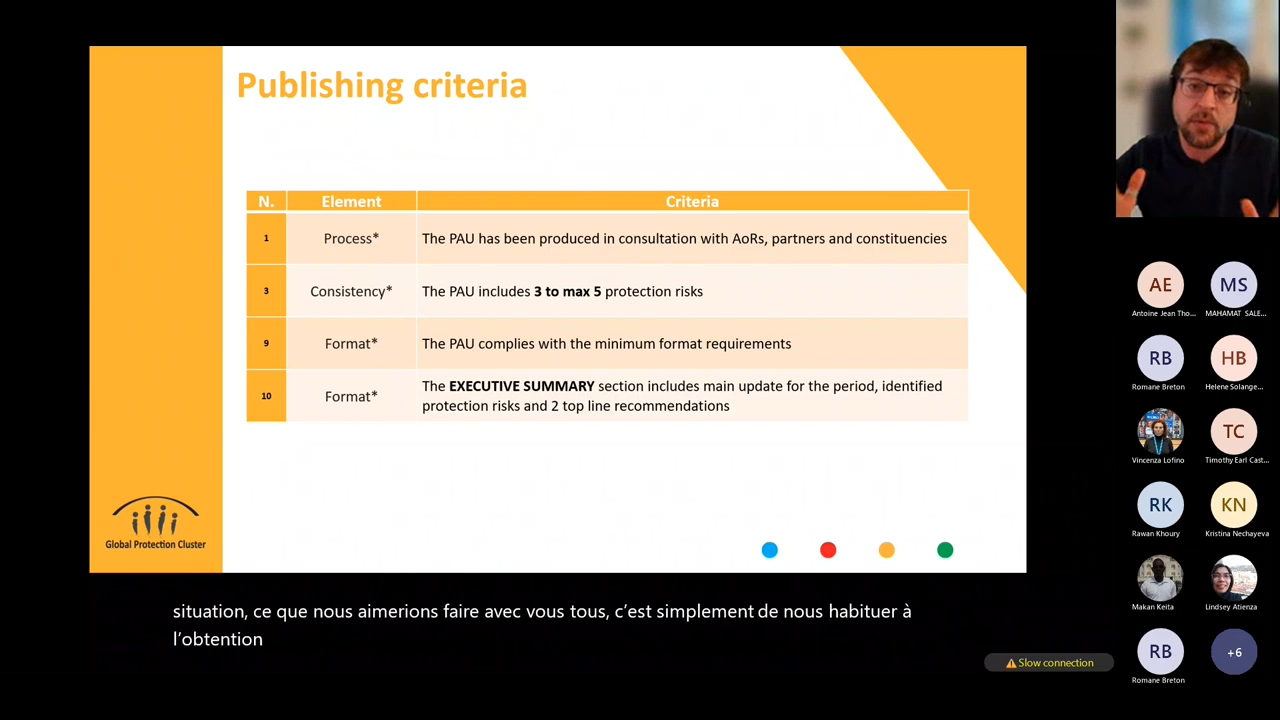 Publishing criteria
N. Element Criteria
1 Process* The PAU has been produced in consultation with AoRs, partners and constituencies
3 Consistency* The PAU includes 3 to max 5 protection risks
9 Format* The PAU complies with the minimum format requirements
10 Format* The EXECUTIVE SUMMARY section includes main update for the period, identified
protection risks and 2 top line recommendations
Global Protection Cluster
situation, ce que nous aimerions faire avec vous tous, c’est simplement de nous habituer à
l’obtention
Slow connection
AE MS
Antoine Jean Tho... MAHAMAT SALE...
RB HB
Romane Breton Helene Solange...
TC
Vincenza Lofino Timothy Earl Cast...
RK KN
Rawan Khoury Kristina Nechayeva
Makan Keita Lindsey Atienza
RB +6
Romane Breton